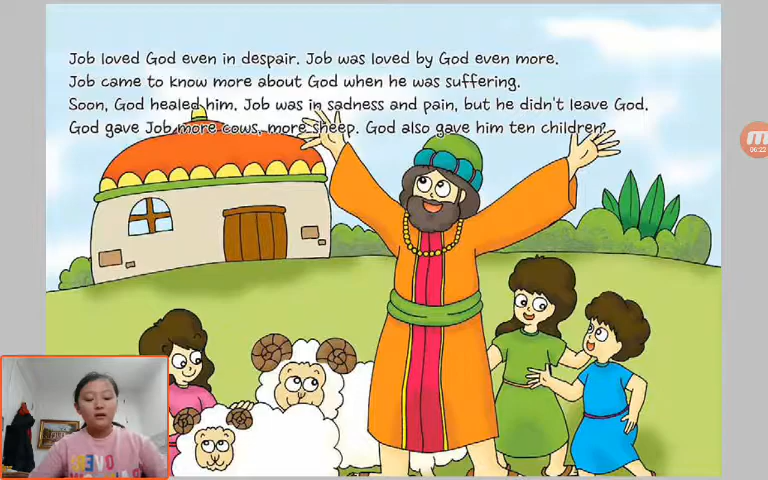 Job loved God even in despair. Job was loved by God even more.
Job came to know more about God when he was suffering.
Soon, God healed him. Job was in sadness and pain, but he didn't leave God.
God gave Job more cows, more sheep. God also gave him ten children.
M
06:22